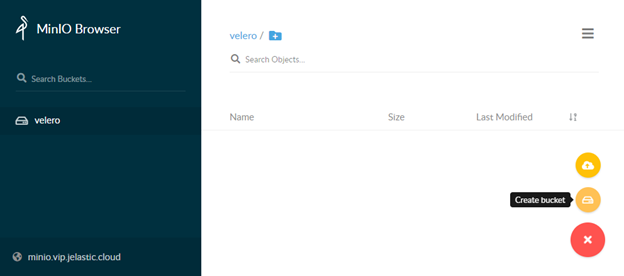 MinIO Browser
Search Buckets...
velero
minio.vip.jelastic.cloud
velero /
Search Objects...
Name Size Last Modified
Create bucket